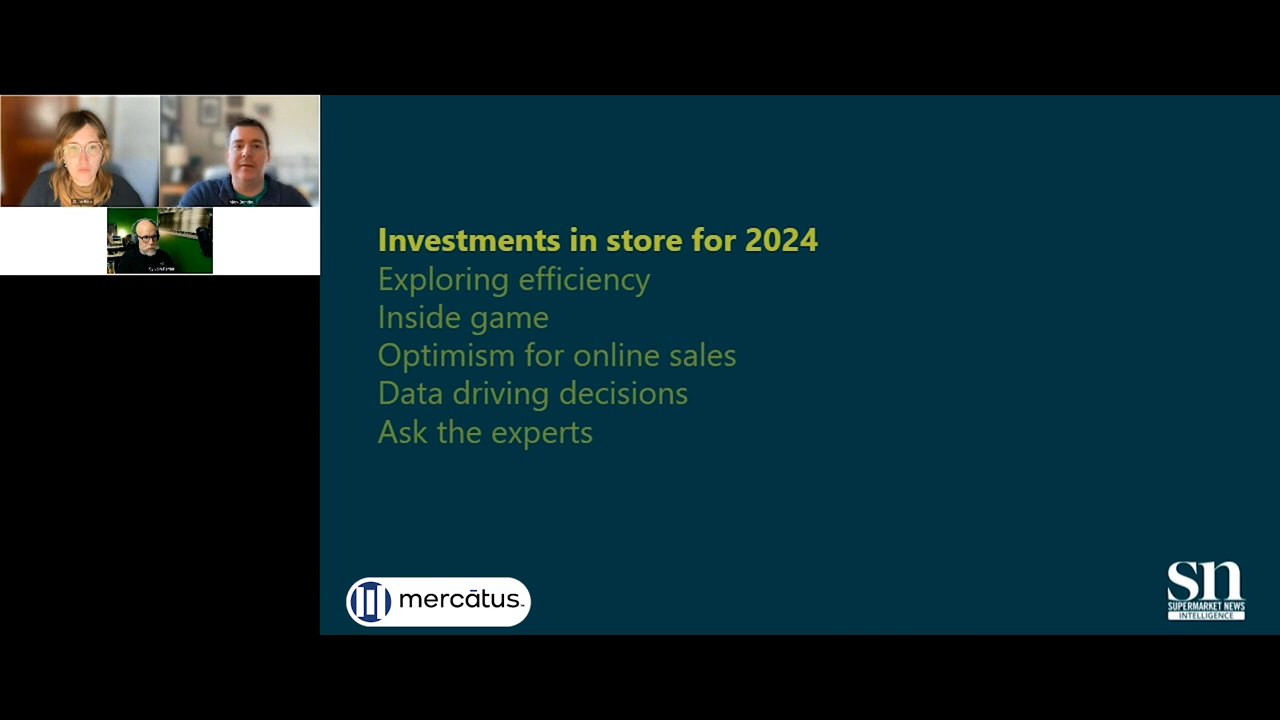 Investments in store for 2024
Exploring efficiency
Inside game
Optimism for online sales
Data driving decisions
Ask the experts
mercātus
sn
SUPERMARKET NEWS
INTELLIGENCE